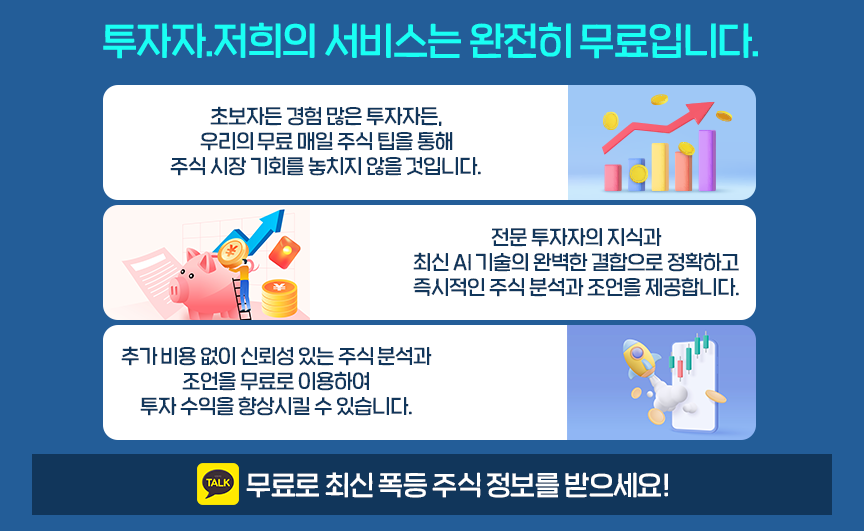 투자자.저희의 서비스는 완전히 무료입니다.
초보자든 경험 많은 투자자든,
우리의 무료 매일 주식 팁을 통해
주식 시장 기회를 놓치지 않을 것입니다.
전문 투자자의 지식과
최신 AI 기술의 완벽한 결합으로 정확하고
즉시적인 주식 분석과 조언을 제공합니다.
추가 비용 없이 신뢰성 있는 주식 분석과
조언을 무료로 이용하여
투자 수익을 향상시킬 수 있습니다.
TALK 무료로 최신 폭등 주식 정보를 받으세요!